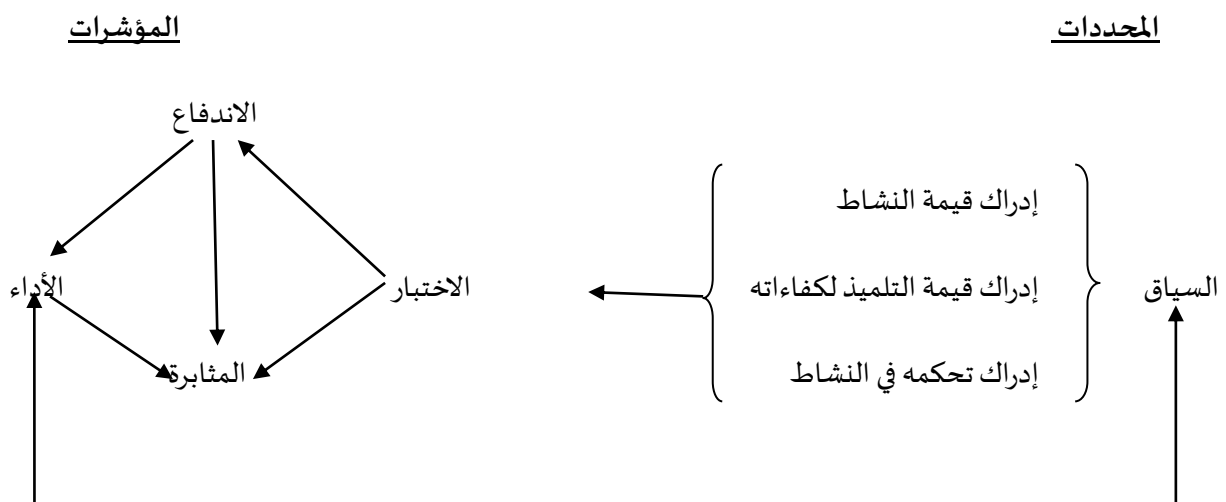 المحددات
المؤشرات
الاندفاع
إدراك قيمة النشاط
السياق
إدراك قيمة التلميذ لكفاءاته
الاختبار
الأداء
إدراك تحكمه في النشاط
المثابرة